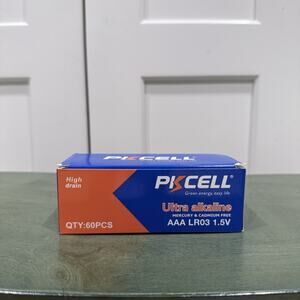 High
drain
QTY:60PCS
PKCELL
Green energy, easy life
Ultra alkaline
MERCURY & CADMIUM FREE
AAA LR03 1.5V